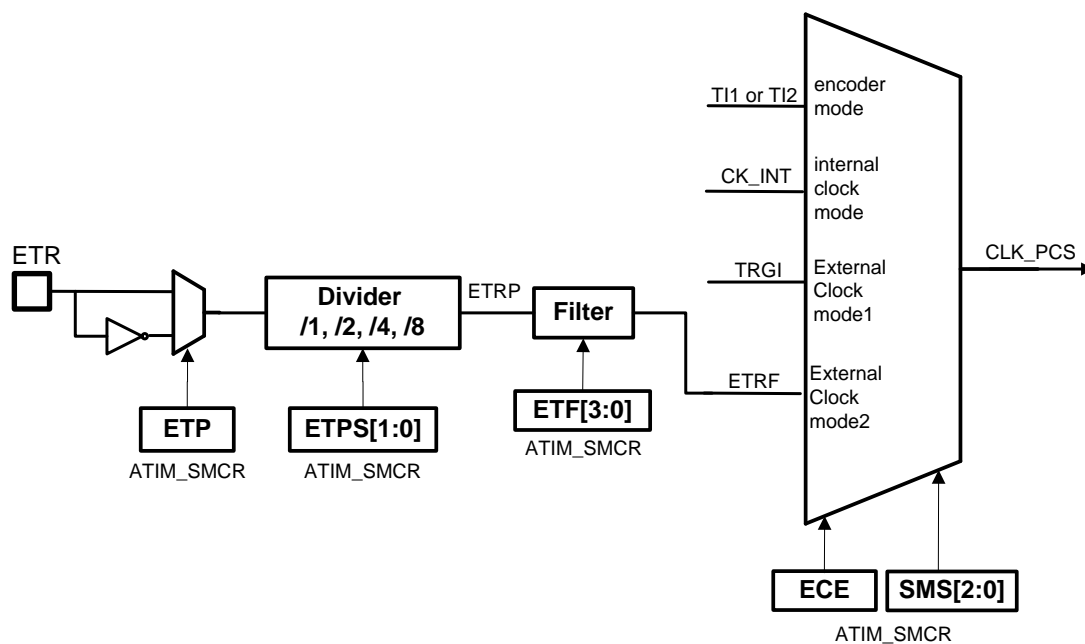 TI1 or TI2
encoder
mode
CK_INT
internal
clock
mode
ETR
TRGI
External
Clock
mode1
CLK_PCS
Divider
/1, /2, /4, /8
ETRP
Filter
ETRF
External
Clock
mode2
ETP
ATIM_SMCR
ETPS[1:0]
ATIM_SMCR
ETF[3:0]
ATIM_SMCR
ECE
SMS[2:0]
ATIM_SMCR